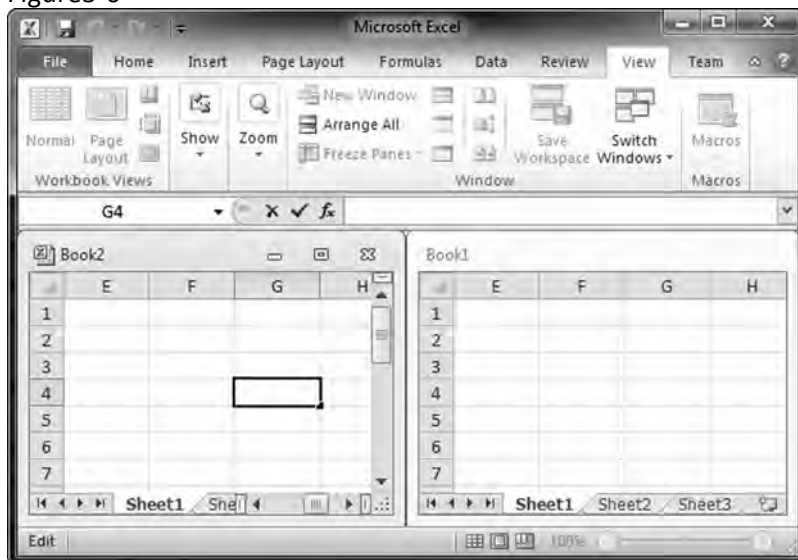 Microsoft Excel
File Home Insert Page Layout Formulas Data Review View Team
Normal Page Layout Show Zoom New Window Arrange All Freeze Panes Save Workspace Switch Windows Macros
Workbook Views Window Macros
G4 fx
Book2 Book1
E F G H E F G H
1 1
2 2
3 3
4 4
5 5
6 6
7 7
Sheet1 She Sheet1 Sheet2 Sheet3
Edit 100%